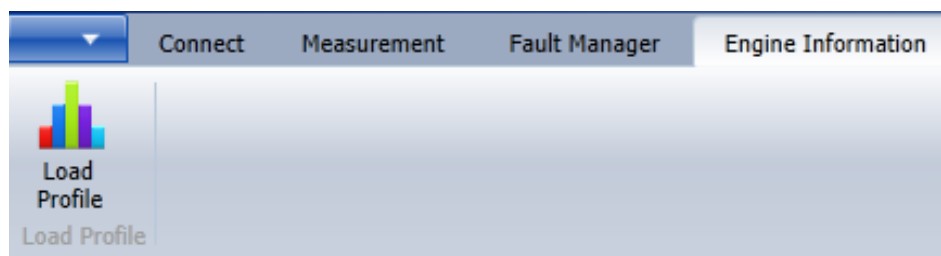 Connect Measurement Fault Manager Engine Information
Load
Profile
Load Profile